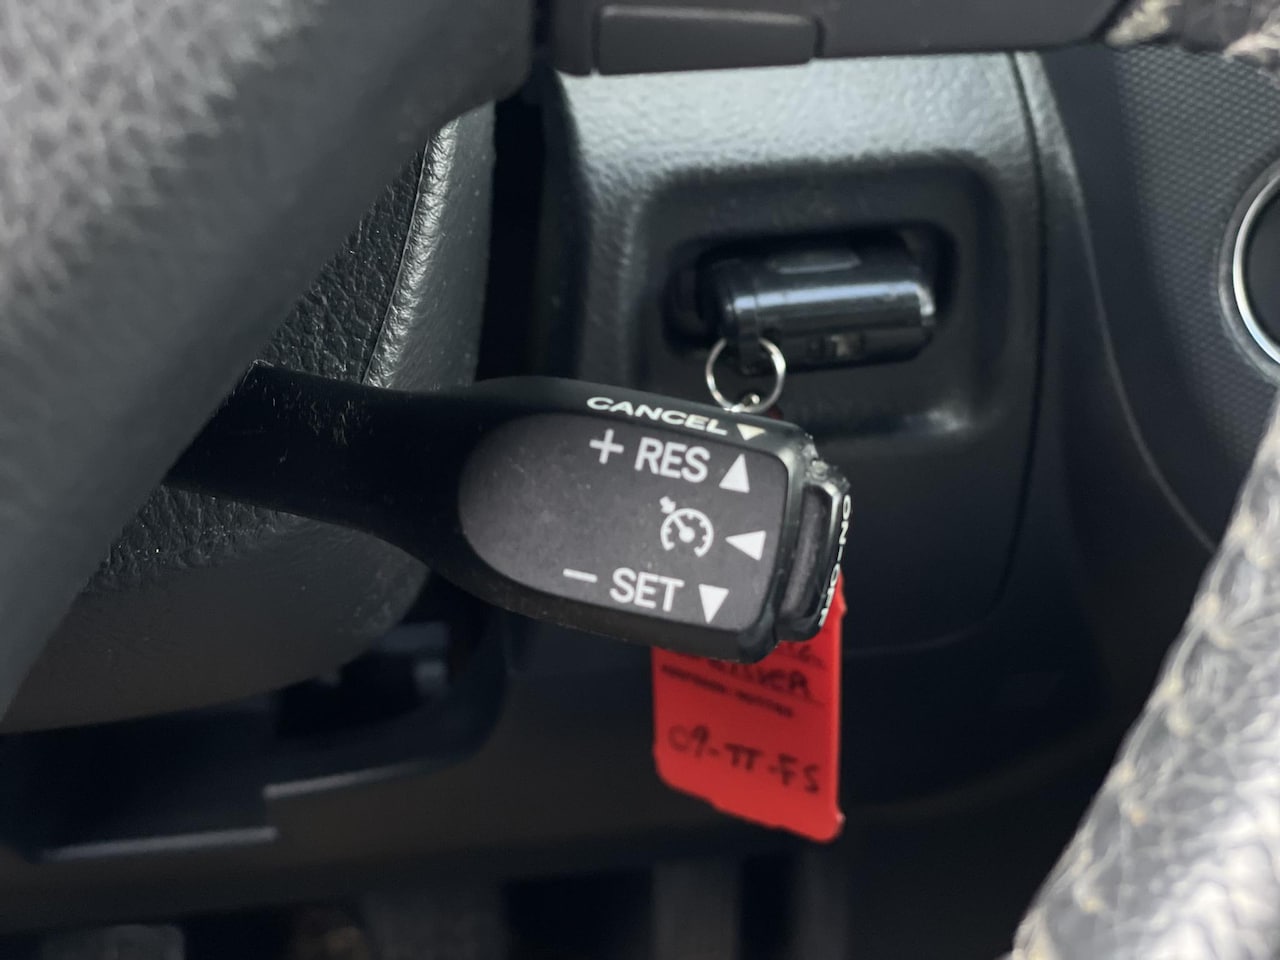 CANCEL ▼
+ RES ▲
◀
− SET ▼
ON-OFF
09-TT-FS